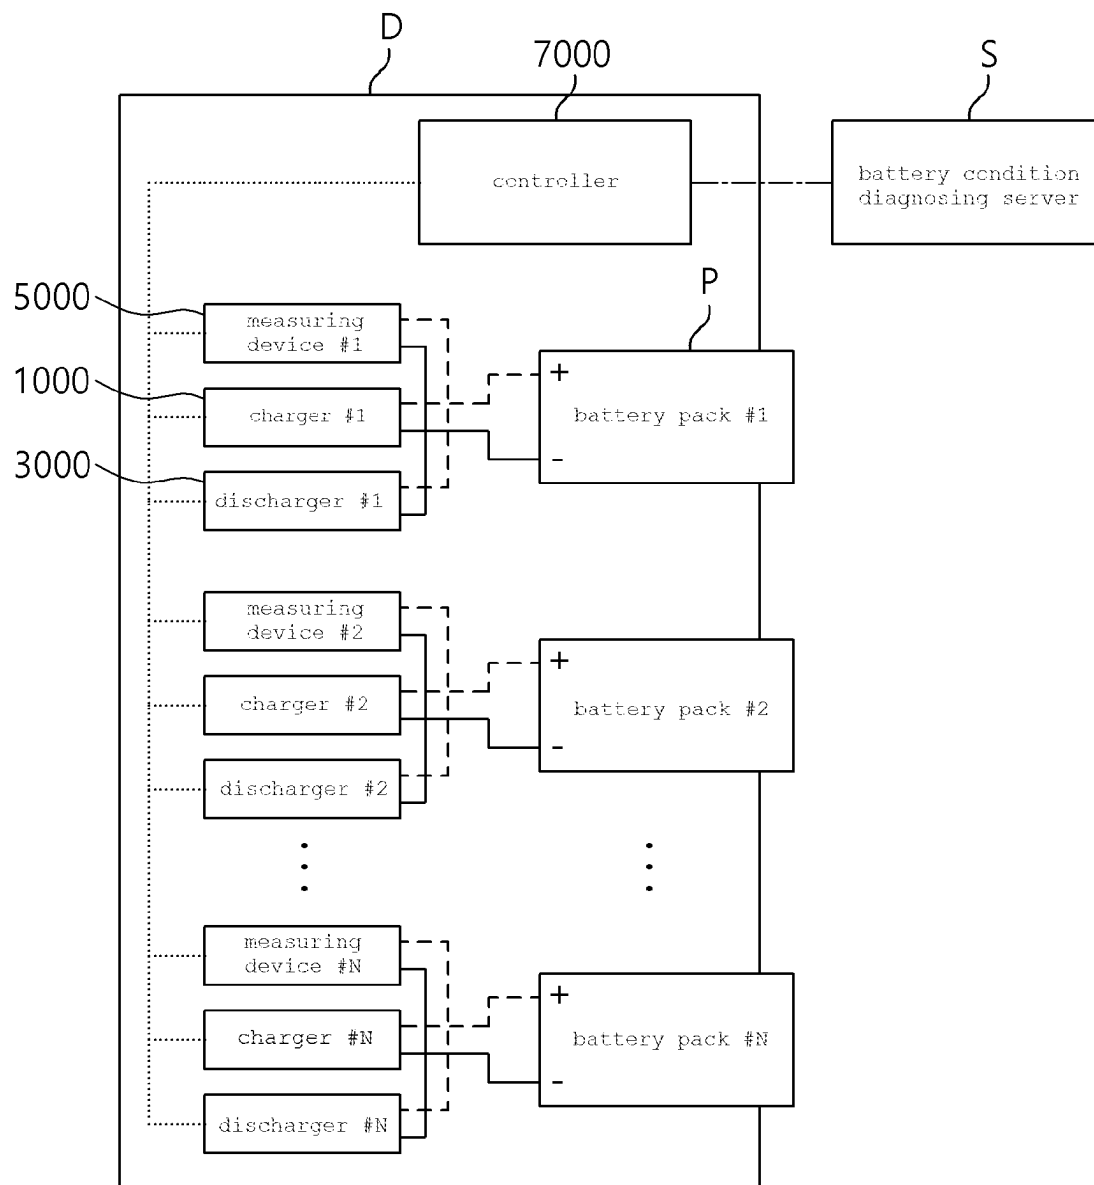 D
7000
S
controller
battery condition
diagnosing server
5000
measuring
device #1
P
1000
charger #1
+
battery pack #1
-
3000
discharger #1
measuring
device #2
+
charger #2
battery pack #2
-
discharger #2
measuring
device #N
+
charger #N
battery pack #N
-
discharger #N